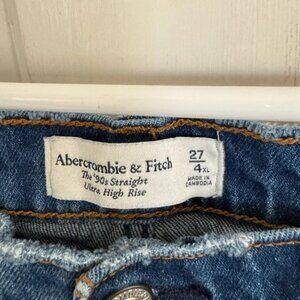 Abercrombie & Fitch
The '90s Straight
Ultra High Rise
27
4XL
MADE IN
CAMBODIA